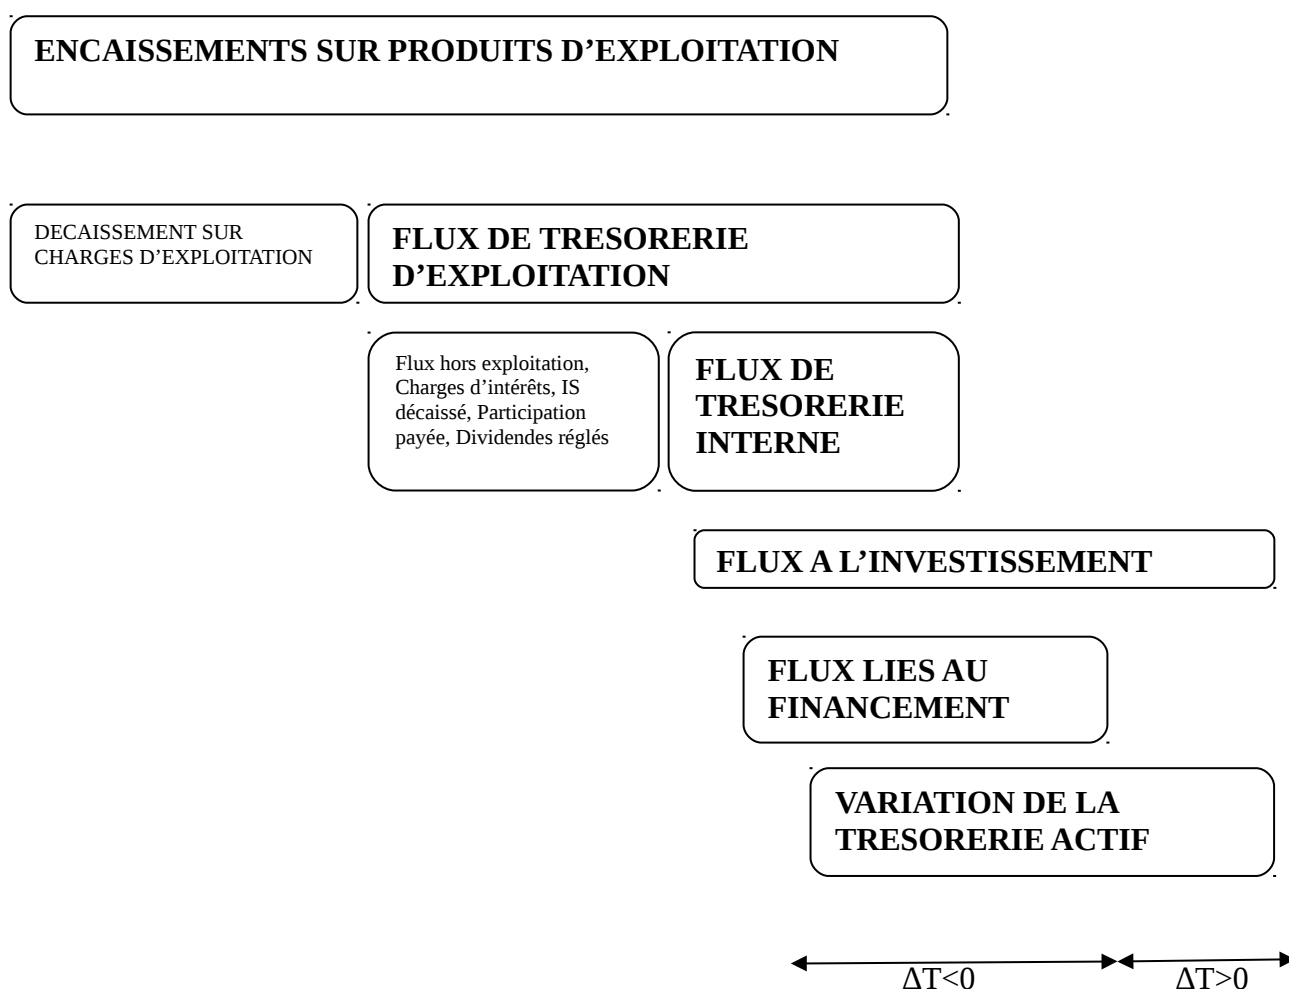 ENCAISSEMENTS SUR PRODUITS D’EXPLOITATION
DECAISSEMENT SUR
CHARGES D’EXPLOITATION
FLUX DE TRESORERIE
D’EXPLOITATION
Flux hors exploitation,
Charges d’intérêts, IS
décaissé, Participation
payée, Dividendes réglés
FLUX DE
TRESORERIE
INTERNE
FLUX A L’INVESTISSEMENT
FLUX LIES AU
FINANCEMENT
VARIATION DE LA
TRESORERIE ACTIF
ΔT<0
ΔT>0